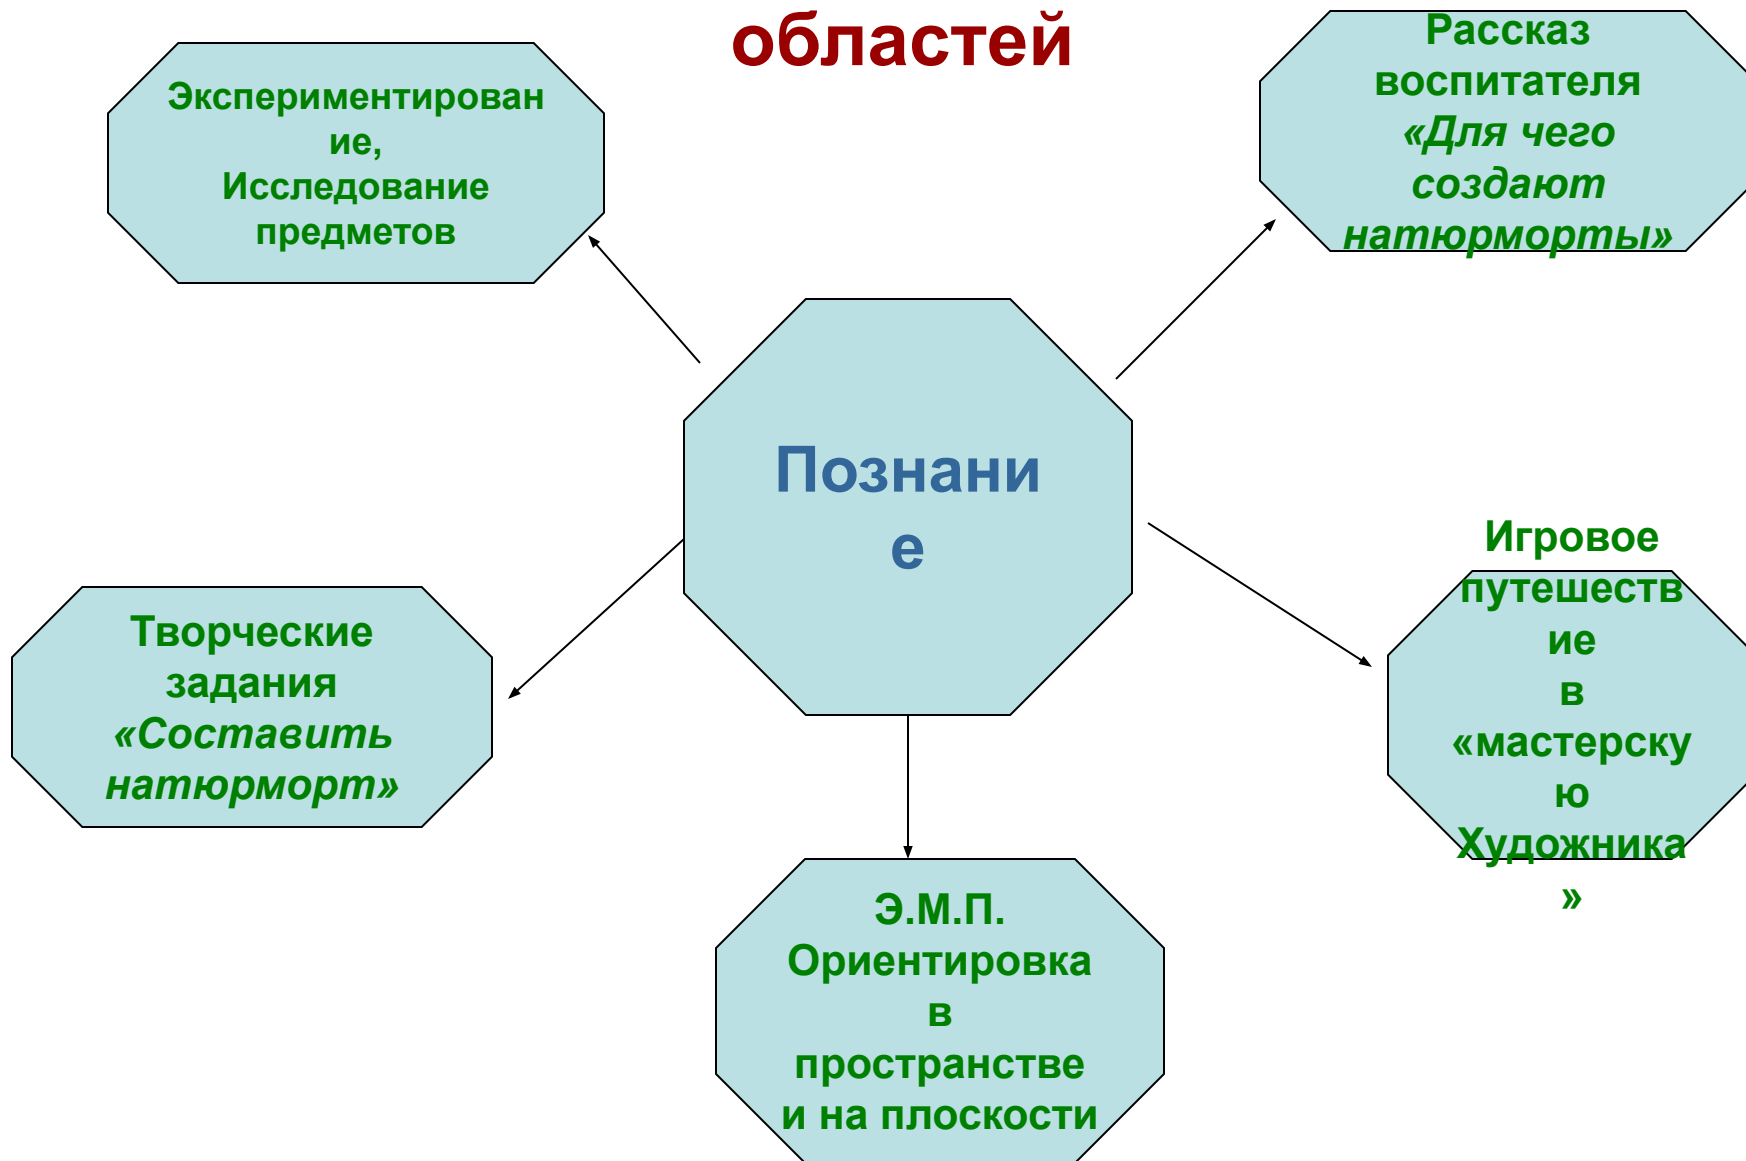 областей
Экспериментирован
ие,
Исследование
предметов
Рассказ
воспитателя
«Для чего
создают
натюрморты»
Познани
е
Творческие
задания
«Составить
натюрморт»
Игровое
путешеств
ие
в
«мастерску
ю
Художника
»
Э.М.П.
Ориентировка
в
пространстве
и на плоскости